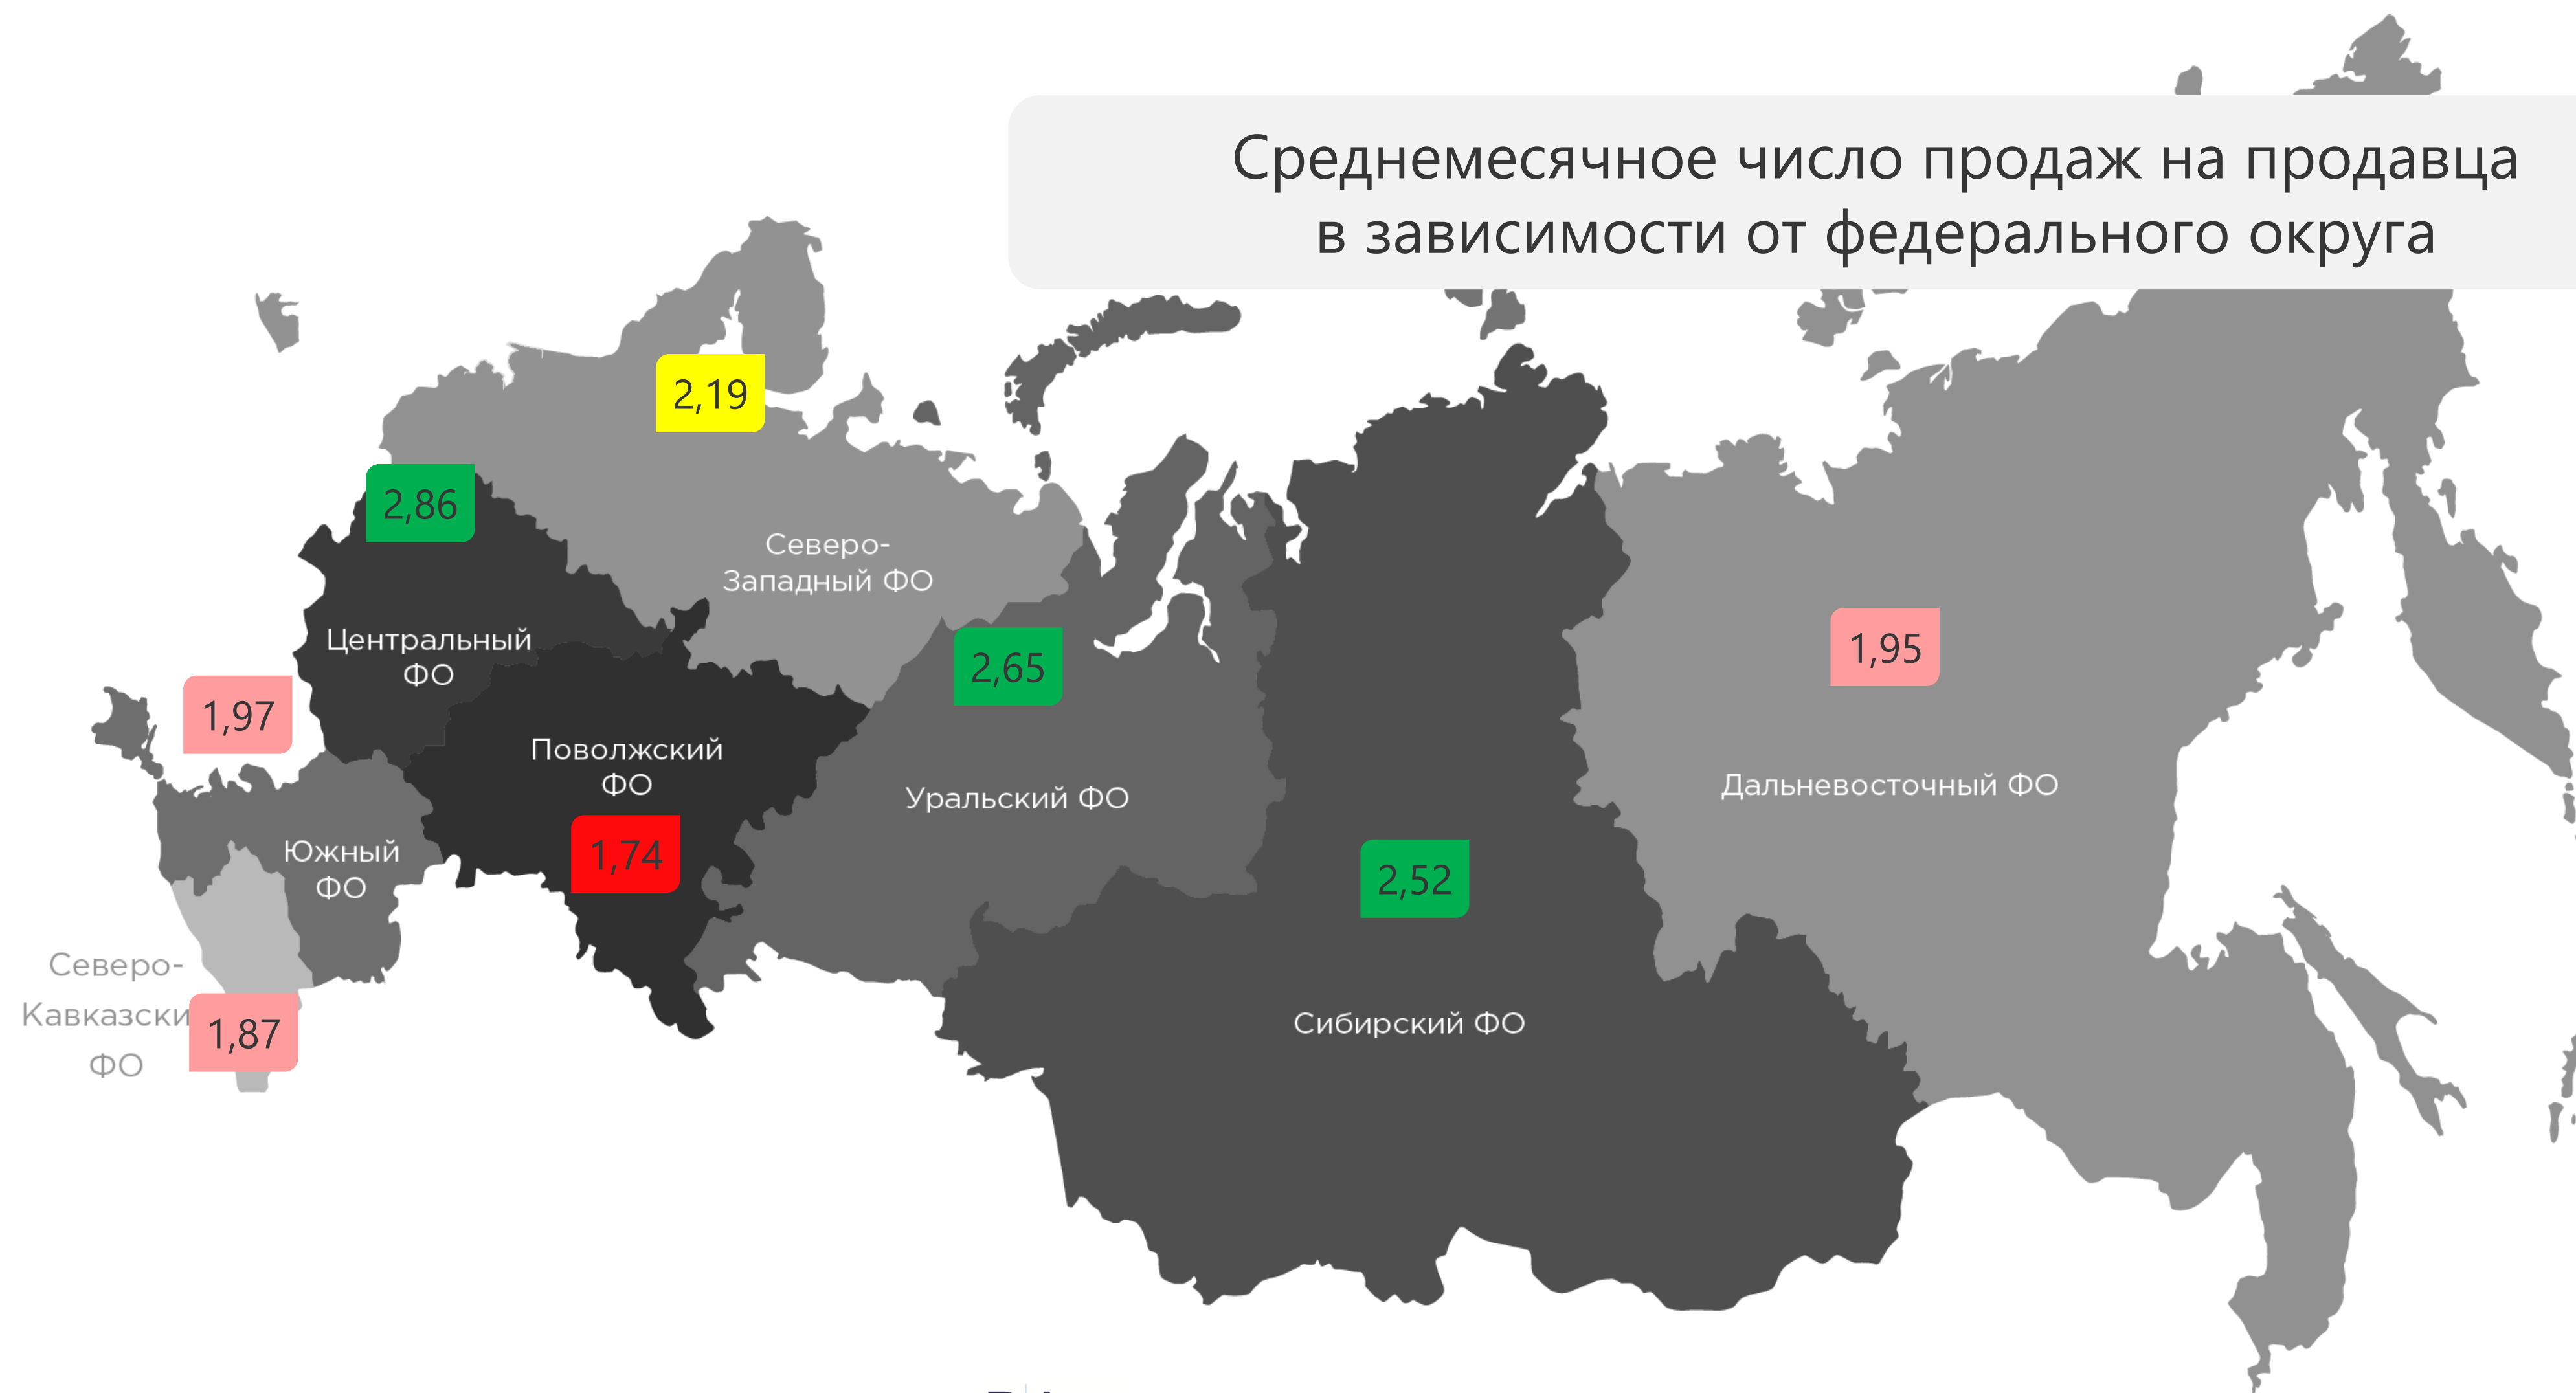 Среднемесячное число продаж на продавца
в зависимости от федерального округа
2,19
2,86
Северо-
Западный ФО
Центральный
ФО
2,65
1,95
1,97
Поволжский
ФО
1,74
Уральский ФО
Дальневосточный ФО
Южный
ФО
2,52
Северо-
Кавказски
ФО
1,87
Сибирский ФО